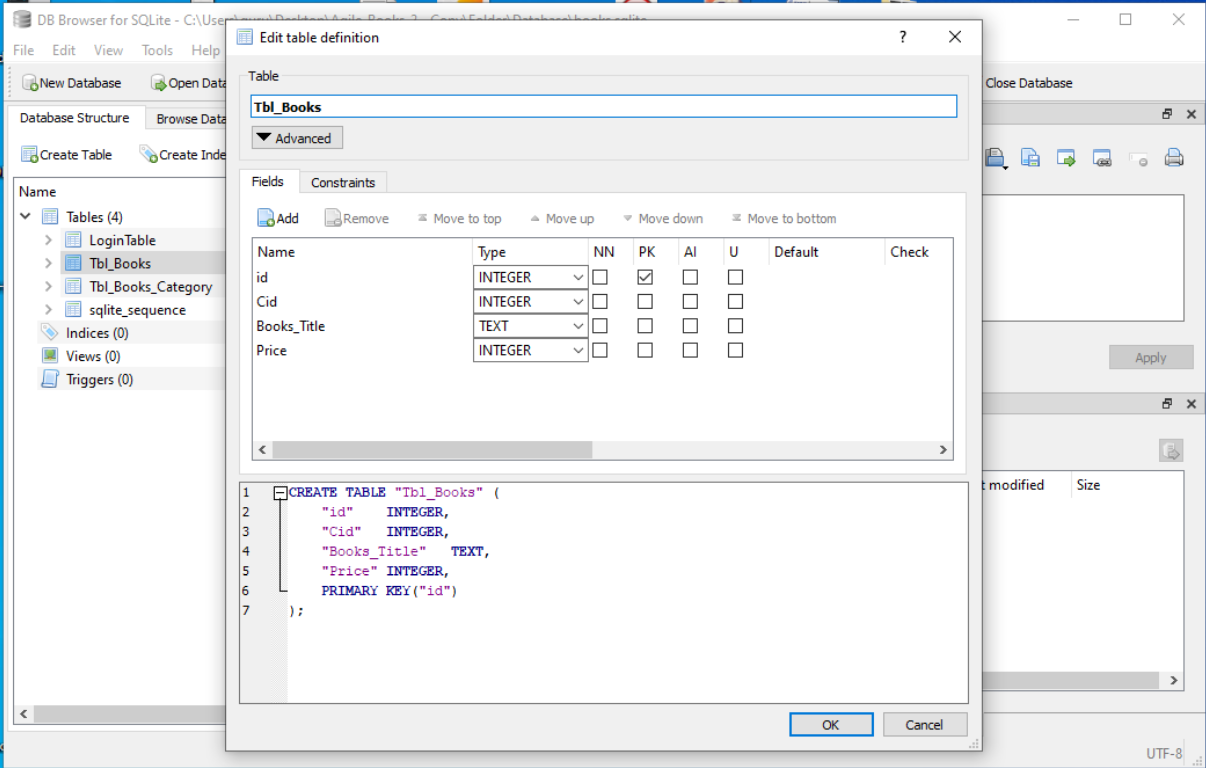 DB Browser for SQLite - C:\Users\guru\Desktop\Agile Books 2 - Copy\Folder\Database\books.sqlite
File Edit View Tools Help
New Database Open Data
Close Database
Database Structure Browse Data
Create Table Create Inde
Name
Tables (4)
LoginTable
Tbl_Books
Tbl_Books_Category
sqlite_sequence
Indices (0)
Views (0)
Triggers (0)
Edit table definition ?
Table
Tbl_Books
Advanced
Fields Constraints
Add Remove Move to top Move up Move down Move to bottom
Name Type NN PK AI U Default Check
id INTEGER
Cid INTEGER
Books_Title TEXT
Price INTEGER
1 CREATE TABLE "Tbl_Books" (
2 "id" INTEGER,
3 "Cid" INTEGER,
4 "Books_Title" TEXT,
5 "Price" INTEGER,
6 PRIMARY KEY("id")
7 );
OK Cancel
Apply
t modified Size
UTF-8